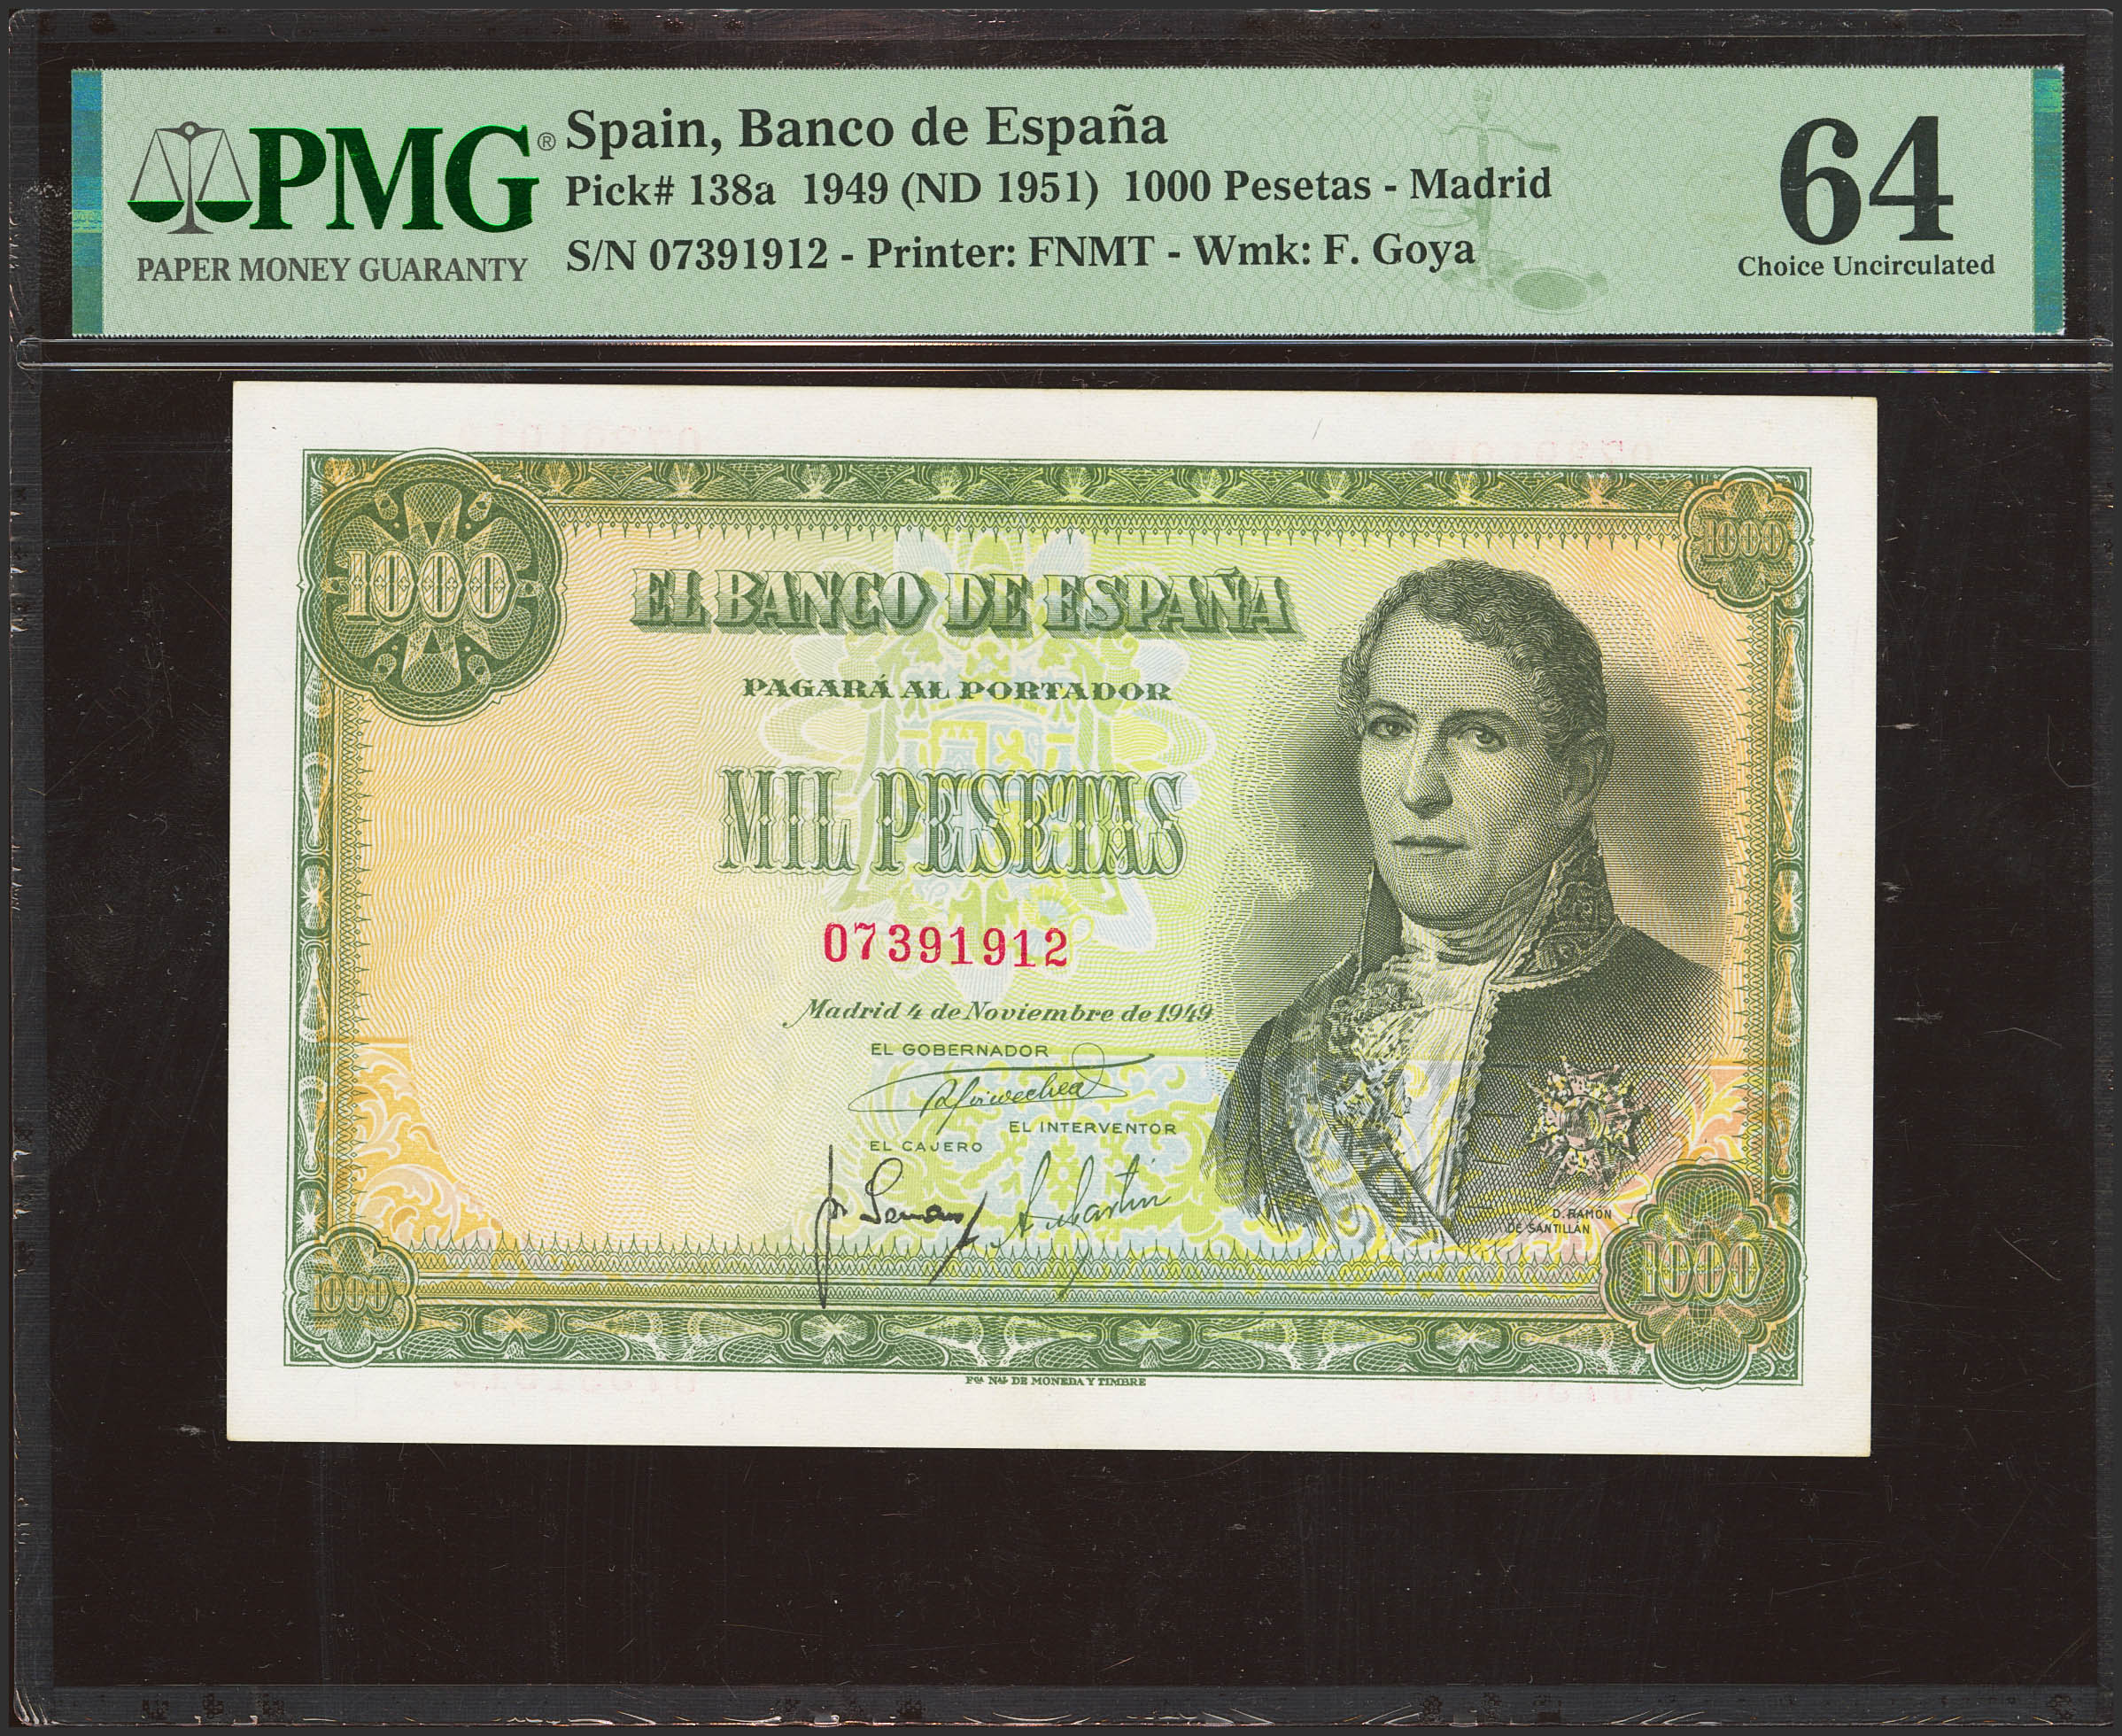 PMG®
PAPER MONEY GUARANTY
Spain, Banco de España
Pick# 138a 1949 (ND 1951) 1000 Pesetas - Madrid
S/N 07391912 - Printer: FNMT - Wmk: F. Goya
64
Choice Uncirculated
1000
1000
EL BANCO DE ESPAÑA
PAGARÁ AL PORTADOR
MIL PESETAS
07391912
Madrid 4 de Noviembre de 1949
EL GOBERNADOR
EL INTERVENTOR
EL CAJERO
D. RAMÓN
DE SANTILLÁN
1000
1000
Fca. Nal. DE MONEDA Y TIMBRE